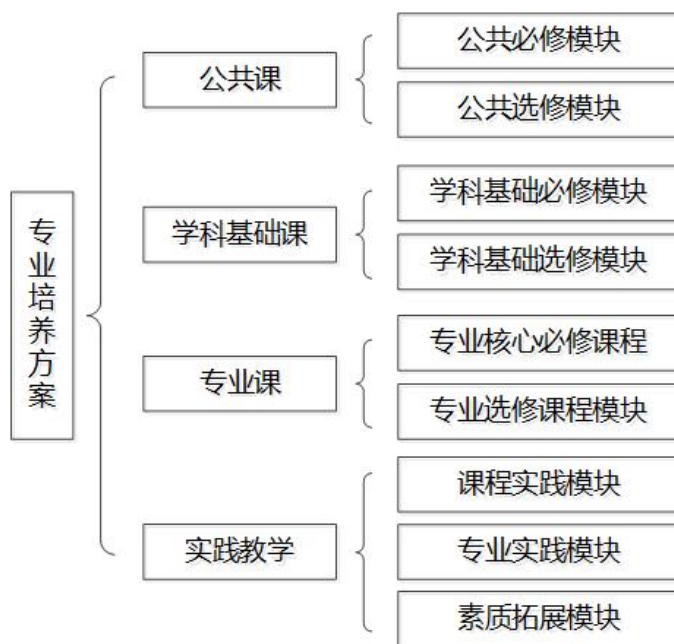 专业培养方案
公共课
公共必修模块
公共选修模块
学科基础课
学科基础必修模块
学科基础选修模块
专业课
专业核心必修课程
专业选修课程模块
实践教学
课程实践模块
专业实践模块
素质拓展模块